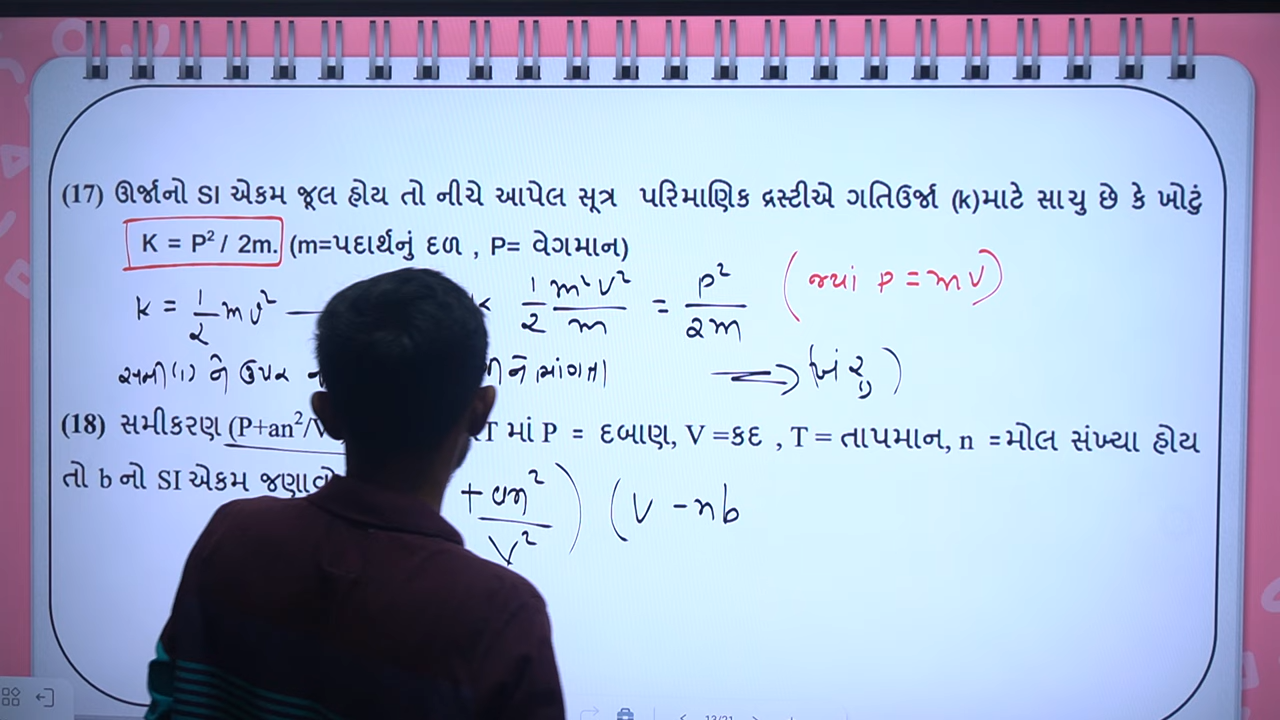 (17) ઊર્જાનો SI એકમ જૂલ હોય તો નીચે આપેલ સૂત્ર પરિમાણિક દ્રસ્ટીએ ગતિઉર્જા (k)માટે સાચુ છે કે ખોટું
K = P² / 2m. (m=પદાર્થનું દળ , P= વેગમાન)
(જ્યાં p = mv)
k = 1/2 mv² 1/2 m²v²/m = p²/2m
(1) ને ઉપર ને ભાગતા (ખરું)
(18) સમીકરણ (P+an²/V T માં P = દબાણ, V =કદ , T = તાપમાન, n =મોલ સંખ્યા હોય
તો b નો SI એકમ
+ an²/V² ) (V - nb
13/21